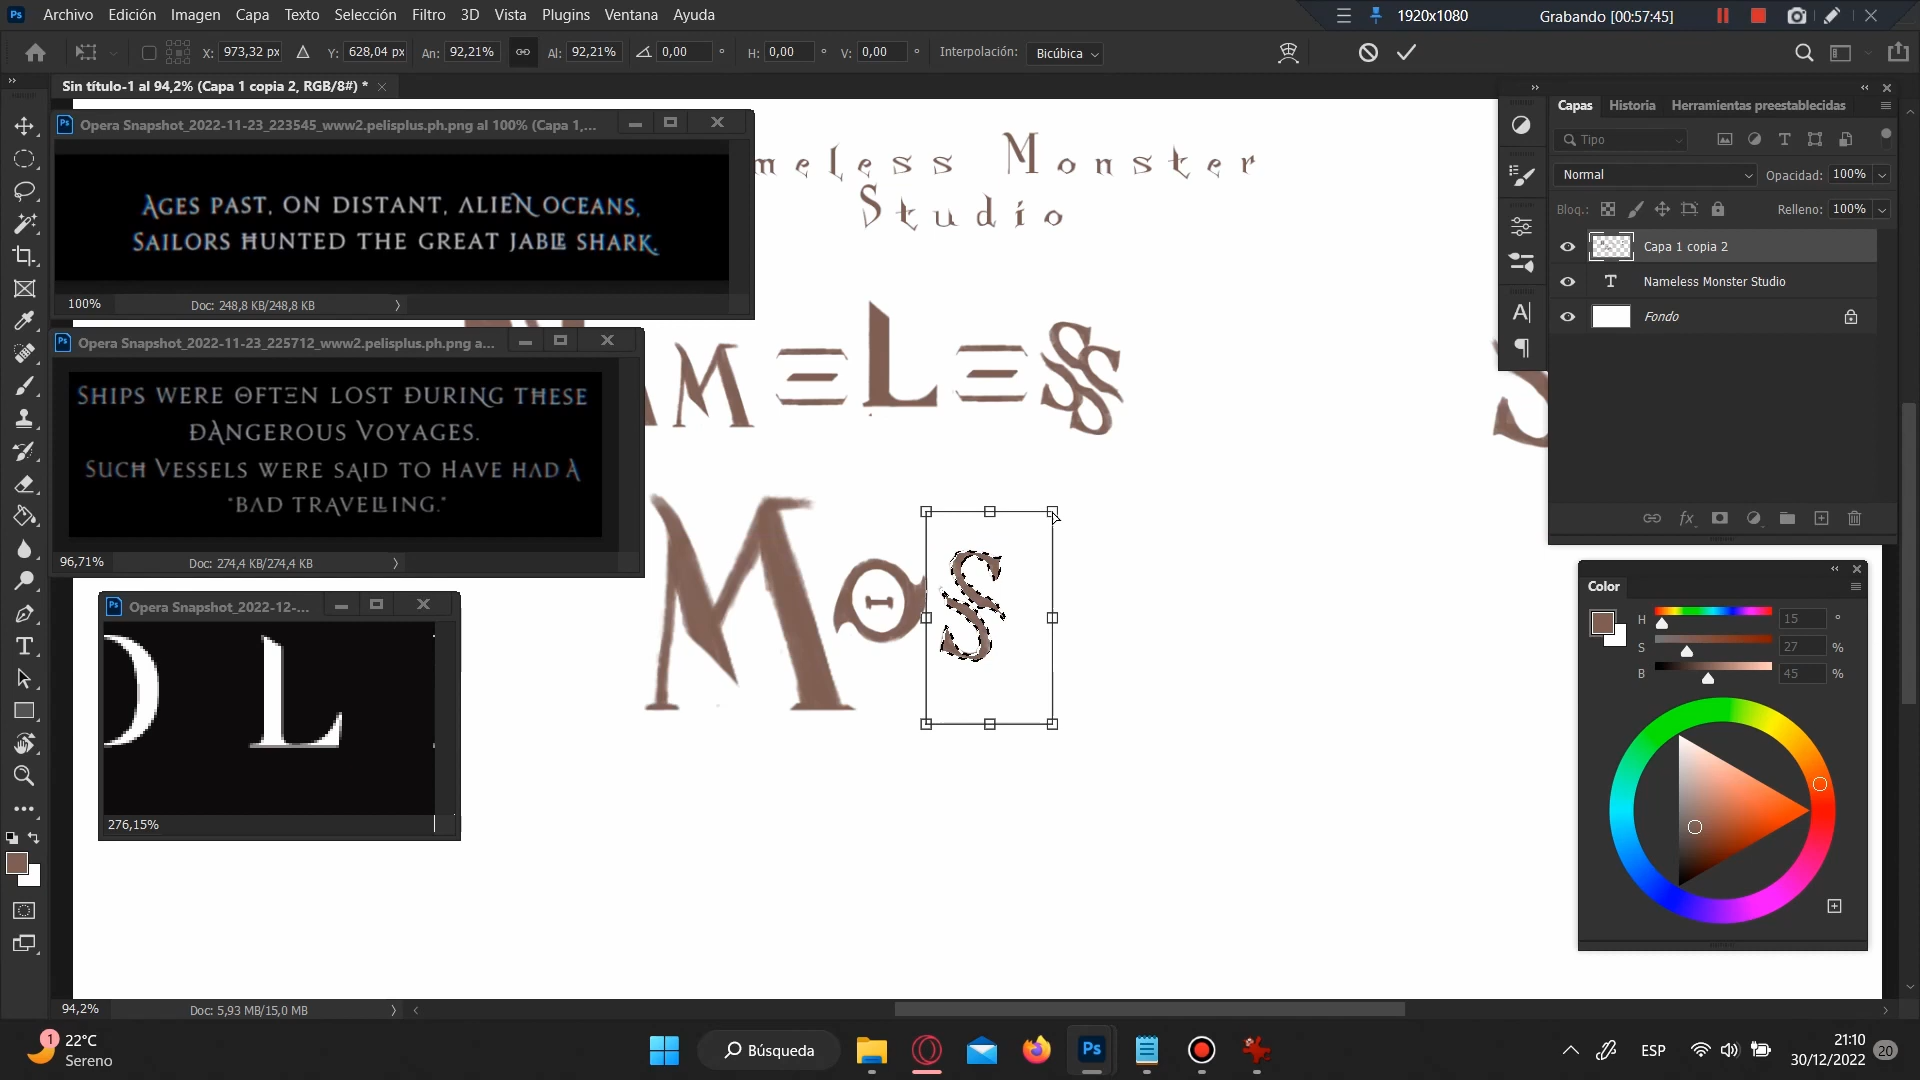 Archivo Edición Imagen Capa Texto Selección Filtro 3D Vista Plugins Ventana Ayuda
1920x1080 Grabando [00:57:45]
X: 973,32 px Y: 628,04 px An: 92,21% Al: 92,21% 0,00 ° H: 0,00 ° V: 0,00 ° Interpolación: Bicúbica
Sin título-1 al 94,2% (Capa 1 copia 2, RGB/8#) *
Opera Snapshot_2022-11-23_223545_www2.pelisplus.ph.png al 100% (Capa 1,...
AGES PAST, ON DISTANT, ALIEN OCEANS,
SAILORS HUNTED THE GREAT JABLE SHARK.
100% Doc: 248,8 KB/248,8 KB
meless Monster
Studio
Opera Snapshot_2022-11-23_225712_www2.pelisplus.ph.png a...
SHIPS WERE OFTEN LOST DURING THESE
DANGEROUS VOYAGES.
SUCH VESSELS WERE SAID TO HAVE HAD A
"BAD TRAVELLING."
96,71% Doc: 274,4 KB/274,4 KB
AMELESS
S
MOS
Opera Snapshot_2022-12-...
O L
276,15%
Capas Historia Herramientas preestablecidas
Tipo
Normal Opacidad: 100%
Bloq.: Relleno: 100%
Capa 1 copia 2
T Nameless Monster Studio
Fondo
fx
Color
H 15 °
S 27 %
B 45 %
94,2% Doc: 5,93 MB/15,0 MB
1 22°C
Sereno
Búsqueda
Ps
ESP
21:10
30/12/2022
20